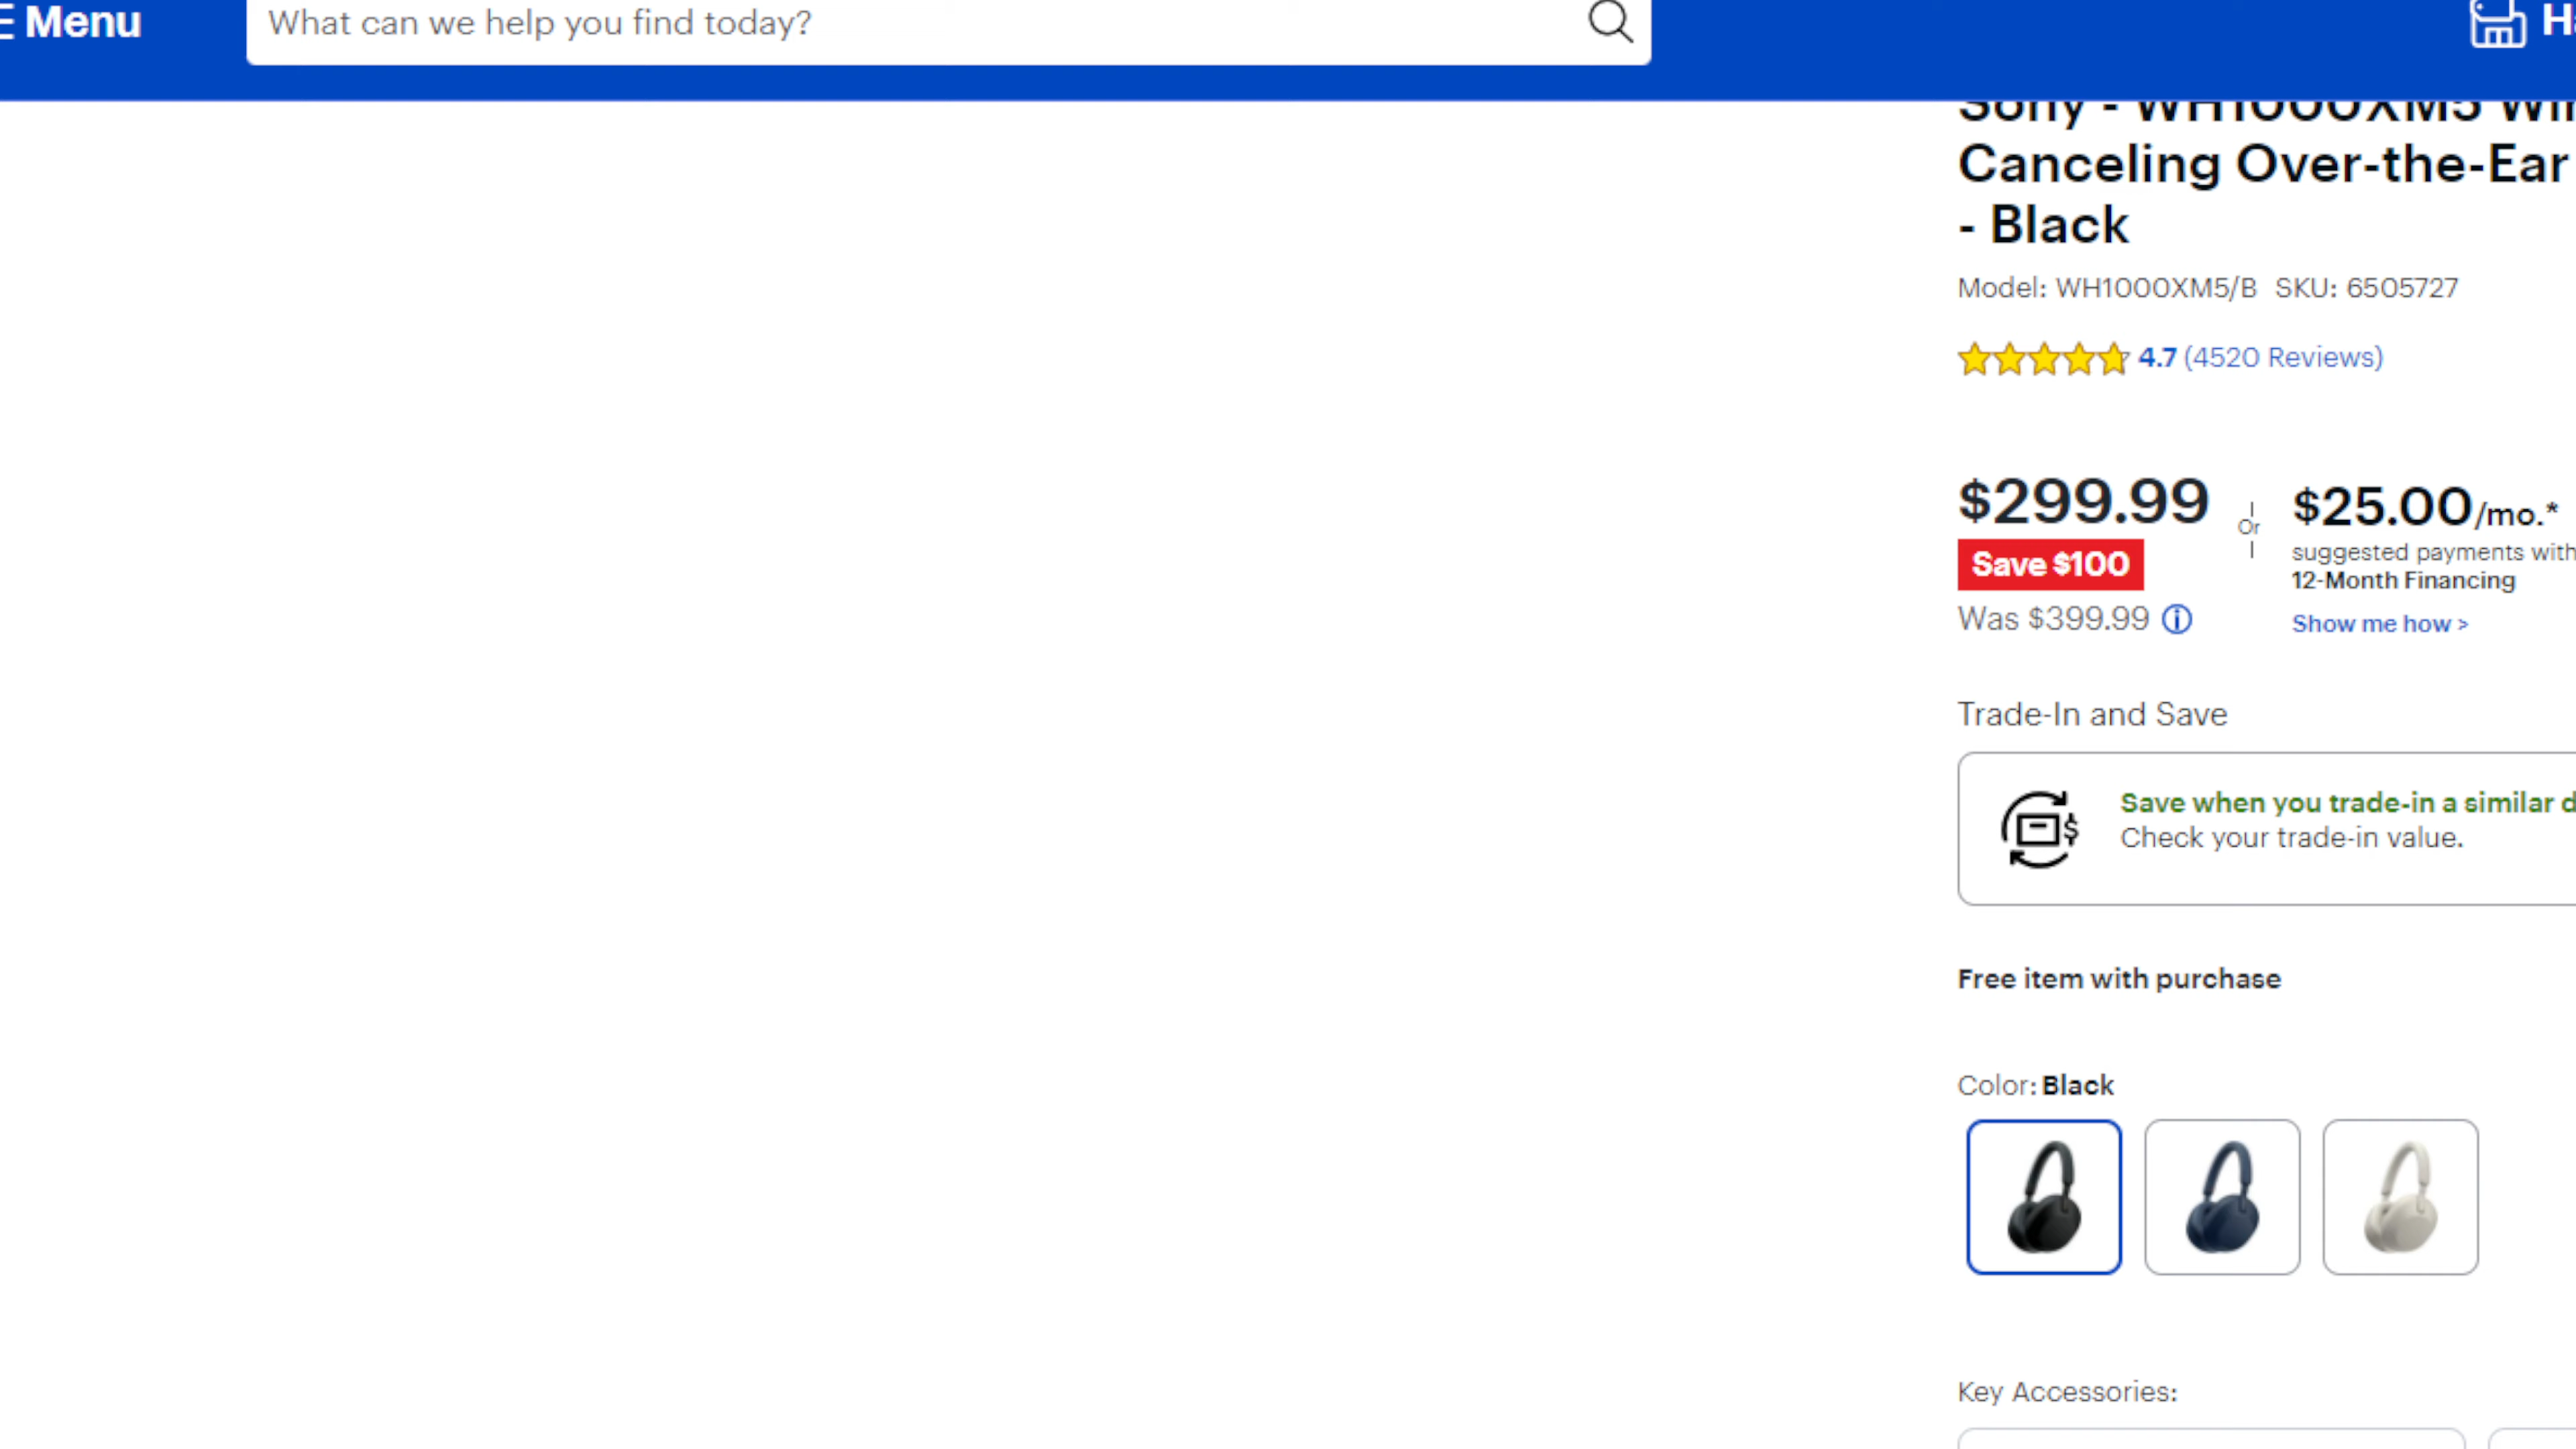 Menu
What can we help you find today?
Sony - WH1000XM5
Canceling Over-the-Ear
- Black
Model: WH1000XM5/B SKU: 6505727
4.7 (4520 Reviews)
$299.99
Or
$25.00/mo.*
Save $100
suggested payments with
12-Month Financing
Was $399.99
Show me how >
Trade-In and Save
Save when you trade-in a similar
Check your trade-in value.
Free item with purchase
Color: Black
Key Accessories: